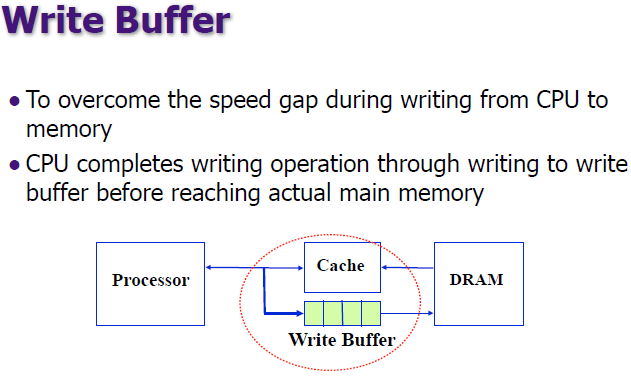 Write Buffer
• To overcome the speed gap during writing from CPU to
memory
• CPU completes writing operation through writing to write
buffer before reaching actual main memory
Processor
Cache
DRAM
Write Buffer